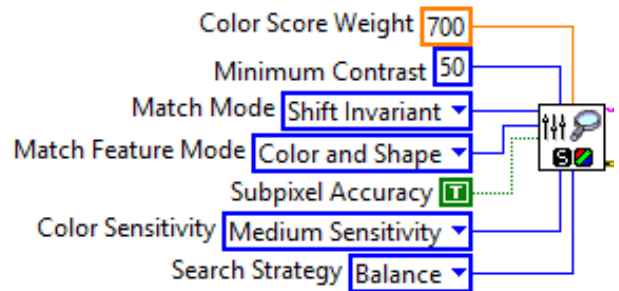 Color Score Weight 700
Minimum Contrast 50
Match Mode Shift Invariant
Match Feature Mode Color and Shape
Subpixel Accuracy T
Color Sensitivity Medium Sensitivity
Search Strategy Balance
S